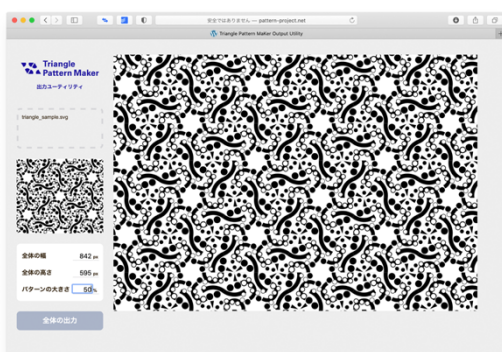 安全ではありません — pattern-project.net
Triangle Pattern Maker Output Utility
Triangle
Pattern Maker
出力ユーティリティ
triangle_sample.svg
全体の幅 842 px
全体の高さ 595 px
パターンの大きさ 50 %
全体の出力